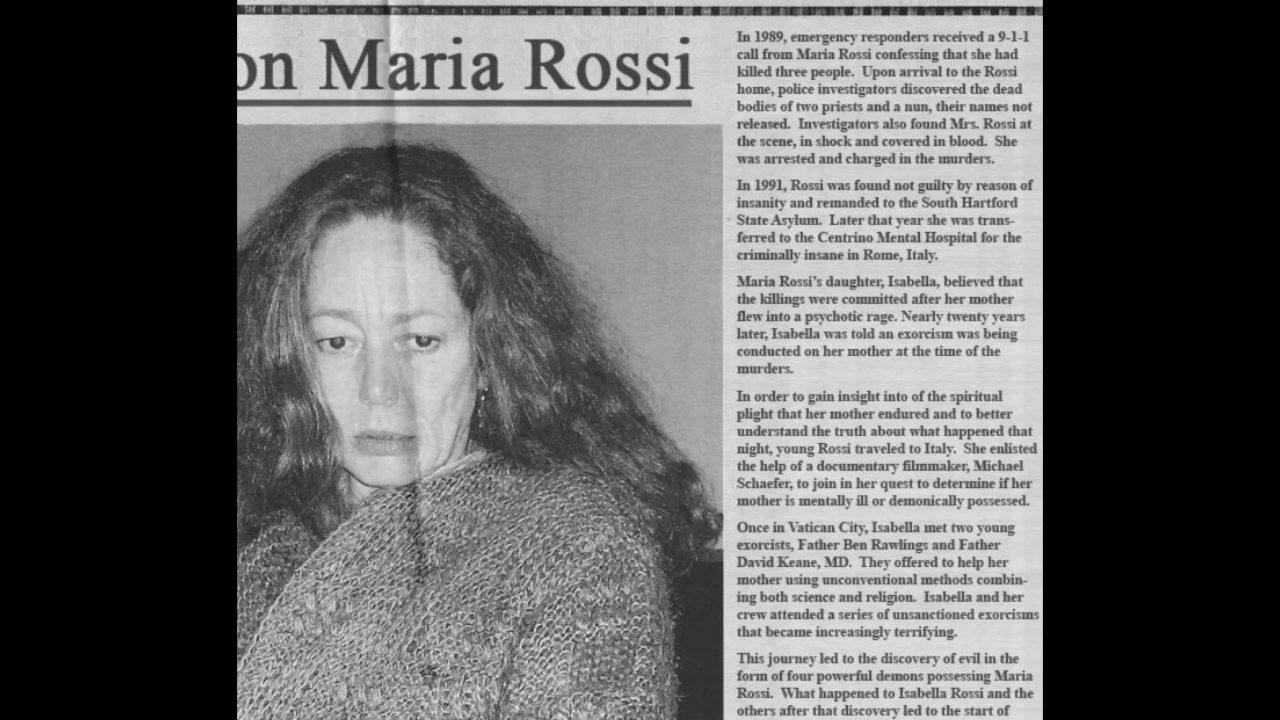 on Maria Rossi
In 1989, emergency responders received a 9-1-1
call from Maria Rossi confessing that she had
killed three people.  Upon arrival to the Rossi
home, police investigators discovered the dead
bodies of two priests and a nun, their names not
released.  Investigators also found Mrs. Rossi at
the scene, in shock and covered in blood.  She
was arrested and charged in the murders.
In 1991, Rossi was found not guilty by reason of
insanity and remanded to the South Hartford
State Asylum.  Later that year she was trans-
ferred to the Centrino Mental Hospital for the
criminally insane in Rome, Italy.
Maria Rossi's daughter, Isabella, believed that
the killings were committed after her mother
flew into a psychotic rage. Nearly twenty years
later, Isabella was told an exorcism was being
conducted on her mother at the time of the
murders.
In order to gain insight into of the spiritual
plight that her mother endured and to better
understand the truth about what happened that
night, young Rossi traveled to Italy.  She enlisted
the help of a documentary filmmaker, Michael
Schaefer, to join in her quest to determine if her
mother is mentally ill or demonically possessed.
Once in Vatican City, Isabella met two young
exorcists, Father Ben Rawlings and Father
David Keane, MD.  They offered to help her
mother using unconventional methods combin-
ing both science and religion.  Isabella and her
crew attended a series of unsanctioned exorcisms
that became increasingly terrifying.
This journey led to the discovery of evil in the
form of four powerful demons possessing Maria
Rossi.  What happened to Isabella Rossi and the
others after that discovery led to the start of